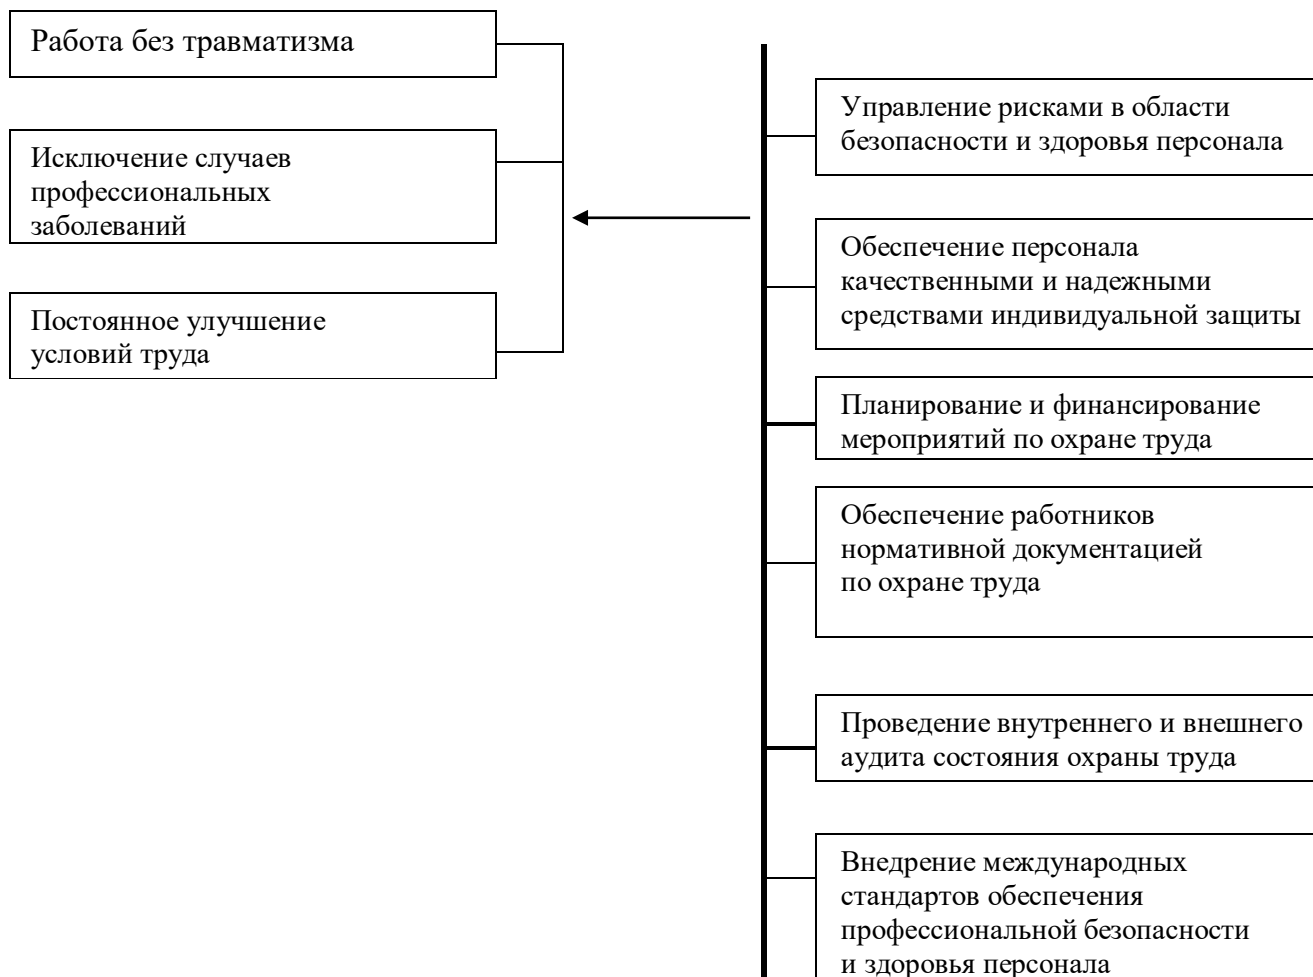 Работа без травматизма
Исключение случаев
профессиональных
заболеваний
Постоянное улучшение
условий труда
Управление рисками в области
безопасности и здоровья персонала
Обеспечение персонала
качественными и надежными
средствами индивидуальной защиты
Планирование и финансирование
мероприятий по охране труда
Обеспечение работников
нормативной документацией
по охране труда
Проведение внутреннего и внешнего
аудита состояния охраны труда
Внедрение международных
стандартов обеспечения
профессиональной безопасности
и здоровья персонала